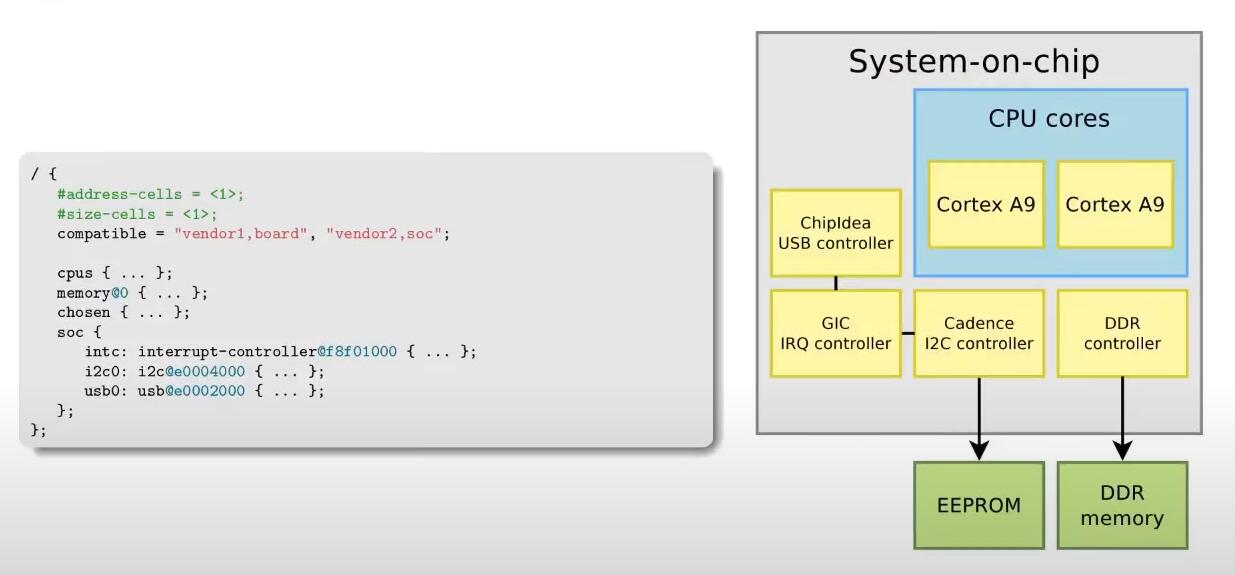 / {
#address-cells = <1>;
#size-cells = <1>;
compatible = "vendor1,board", "vendor2,soc";
cpus { ... };
memory@0 { ... };
chosen { ... };
soc {
intc: interrupt-controller@f8f01000 { ... };
i2c0: i2c@e0004000 { ... };
usb0: usb@e0002000 { ... };
};
};
System-on-chip
CPU cores
Cortex A9
Cortex A9
ChipIdea
USB controller
GIC
IRQ controller
Cadence
I2C controller
DDR
controller
EEPROM
DDR
memory